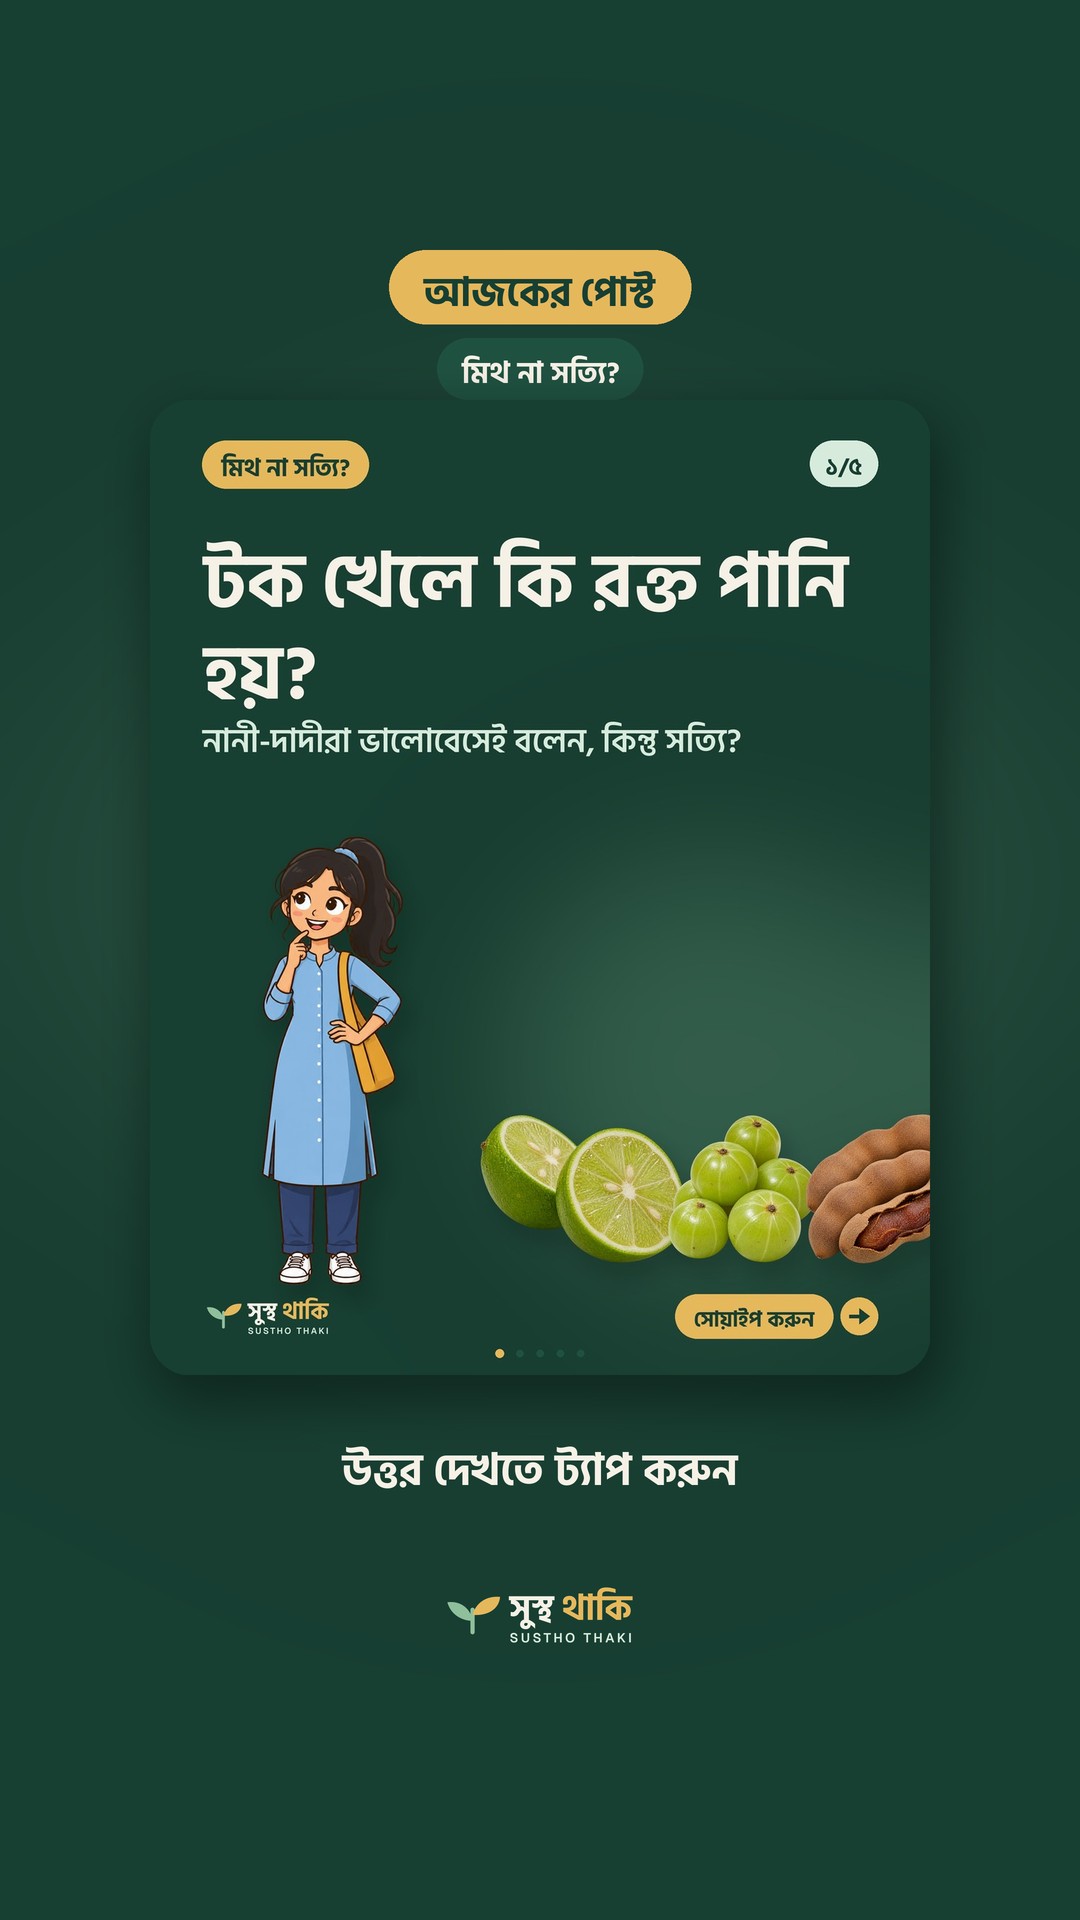 আজকের পোস্ট
মিথ না সত্যি?
মিথ না সত্যি?
১/৫
টক খেলে কি রক্ত পানি
হয়?
নানী-দাদীরা ভালোবেসেই বলেন, কিন্তু সত্যি?
সুস্থ থাকি
SUSTHO THAKI
সোয়াইপ করুন
উত্তর দেখতে ট্যাপ করুন
সুস্থ থাকি
SUSTHO THAKI